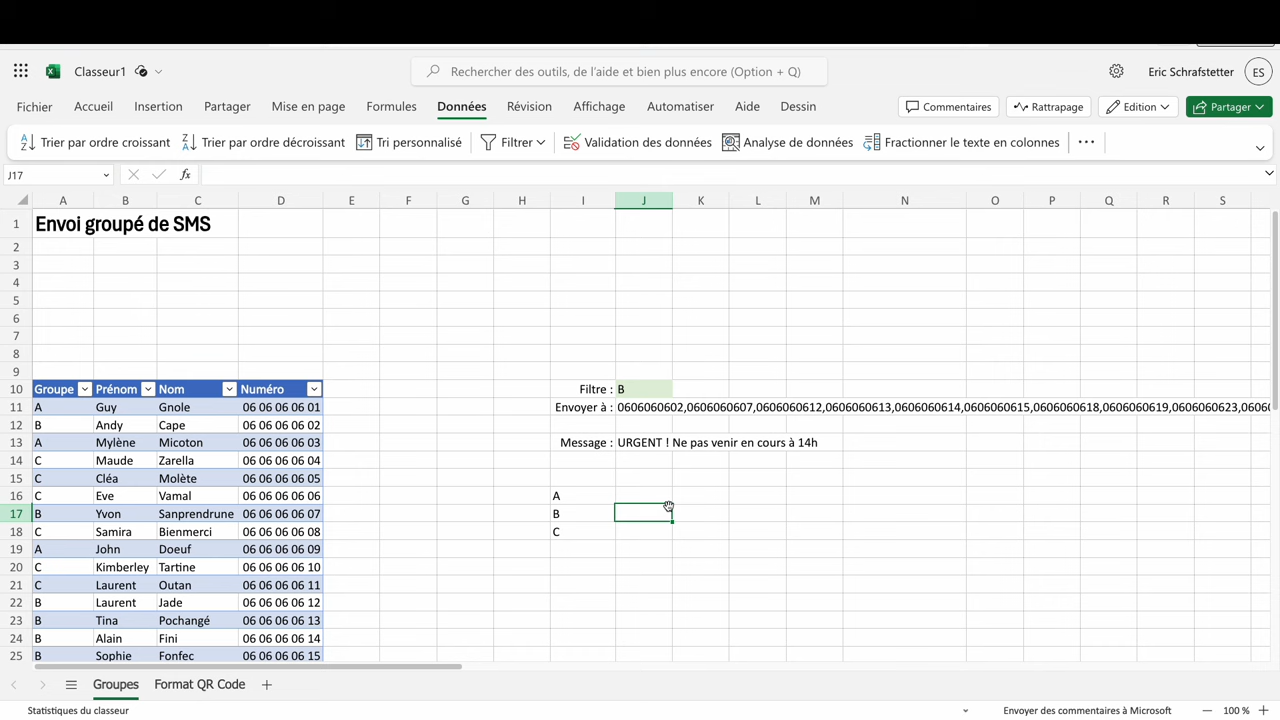 Classeur1
Rechercher des outils, de l'aide et bien plus encore (Option + Q)
Eric Schrafstetter ES
Fichier Accueil Insertion Partager Mise en page Formules Données Révision Affichage Automatiser Aide Dessin
Commentaires Rattrapage Edition Partager
Trier par ordre croissant Trier par ordre décroissant Tri personnalisé Filtrer Validation des données Analyse de données Fractionner le texte en colonnes ...
J17 fx
A B C D E F G H I J K L M N O P Q R S
1 Envoi groupé de SMS
2
3
4
5
6
7
8
9
10 Groupe Prénom Nom Numéro Filtre : B
11 A Guy Gnole 06 06 06 06 01 Envoyer à : 0606060602,0606060607,0606060612,0606060613,0606060614,0606060615,0606060618,0606060619,0606060623,0606
12 B Andy Cape 06 06 06 06 02
13 A Mylène Micoton 06 06 06 06 03 Message : URGENT ! Ne pas venir en cours à 14h
14 C Maude Zarella 06 06 06 06 04
15 C Cléa Molète 06 06 06 06 05
16 C Eve Vamal 06 06 06 06 06 A
17 B Yvon Sanprendrune 06 06 06 06 07 B
18 C Samira Bienmerci 06 06 06 06 08 C
19 A John Doeuf 06 06 06 06 09
20 C Kimberley Tartine 06 06 06 06 10
21 C Laurent Outan 06 06 06 06 11
22 B Laurent Jade 06 06 06 06 12
23 B Tina Pochangé 06 06 06 06 13
24 B Alain Fini 06 06 06 06 14
25 B Sophie Fonfec 06 06 06 06 15
Groupes Format QR Code +
Statistiques du classeur Envoyer des commentaires à Microsoft — 100 % +